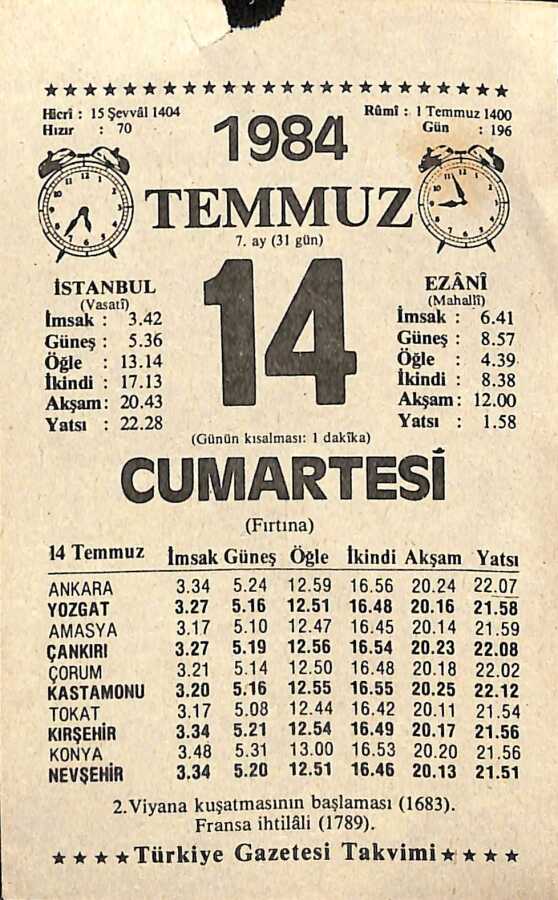 ★★★★★★★★★★★★★★★★★★★★★★★★
Hicrî : 15 Şevvâl 1404
Hızır : 70
Rûmî : 1 Temmuz 1400
Gün : 196
1984
TEMMUZ
7. ay (31 gün)
14
İSTANBUL
(Vasatî)
İmsak : 3.42
Güneş : 5.36
Öğle : 13.14
İkindi : 17.13
Akşam: 20.43
Yatsı : 22.28
EZÂNÎ
(Mahallî)
İmsak : 6.41
Güneş : 8.57
Öğle : 4.39
İkindi : 8.38
Akşam: 12.00
Yatsı : 1.58
(Günün kısalması: 1 dakîka)
CUMARTESİ
(Fırtına)
14 Temmuz İmsak Güneş Öğle İkindi Akşam Yatsı
ANKARA 3.34 5.24 12.59 16.56 20.24 22.07
YOZGAT 3.27 5.16 12.51 16.48 20.16 21.58
AMASYA 3.17 5.10 12.47 16.45 20.14 21.59
ÇANKIRI 3.27 5.19 12.56 16.54 20.23 22.08
ÇORUM 3.21 5.14 12.50 16.48 20.18 22.02
KASTAMONU 3.20 5.16 12.55 16.55 20.25 22.12
TOKAT 3.17 5.08 12.44 16.42 20.11 21.54
KIRŞEHİR 3.34 5.21 12.54 16.49 20.17 21.56
KONYA 3.48 5.31 13.00 16.53 20.20 21.56
NEVŞEHİR 3.34 5.20 12.51 16.46 20.13 21.51
2.Viyana kuşatmasının başlaması (1683).
Fransa ihtilâli (1789).
★★★★Türkiye Gazetesi Takvimi★★★★